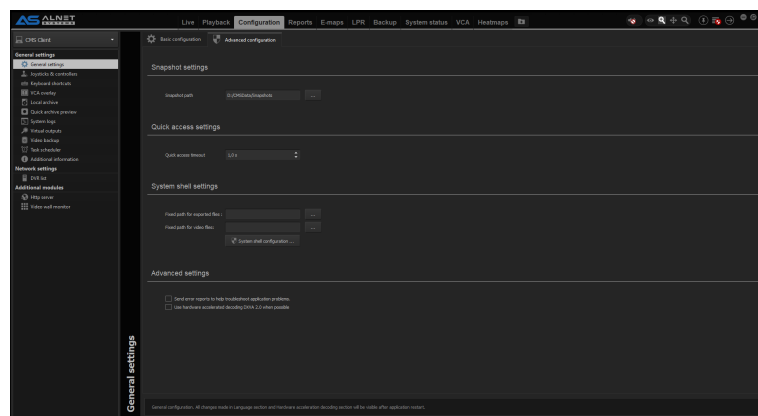 AS ALNET SYSTEMS
Live Playback Configuration Reports E-maps LPR Backup System status VCA Heatmaps
CMS Client
Basic configuration Advanced configuration
General settings
General settings
Joysticks & controllers
Keyboard shortcuts
VCA overlay
Local archive
Quick archive preview
System logs
Virtual outputs
Video backup
Task scheduler
Additional information
Network settings
DVR list
Additional modules
Http server
Video wall monitor
General settings
Snapshot settings
Snapshot path D:/CMSData/Snapshots ...
Quick access settings
Quick access timeout 1,0 s
System shell settings
Fixed path for exported files : ...
Fixed path for video files: ...
System shell configuration ...
Advanced settings
Send error reports to help troubleshoot application problems.
Use hardware accelerated decoding DXVA 2.0 when possible
General configuration. All changes made in Language section and Hardware acceleration decoding section will be visible after application restart.